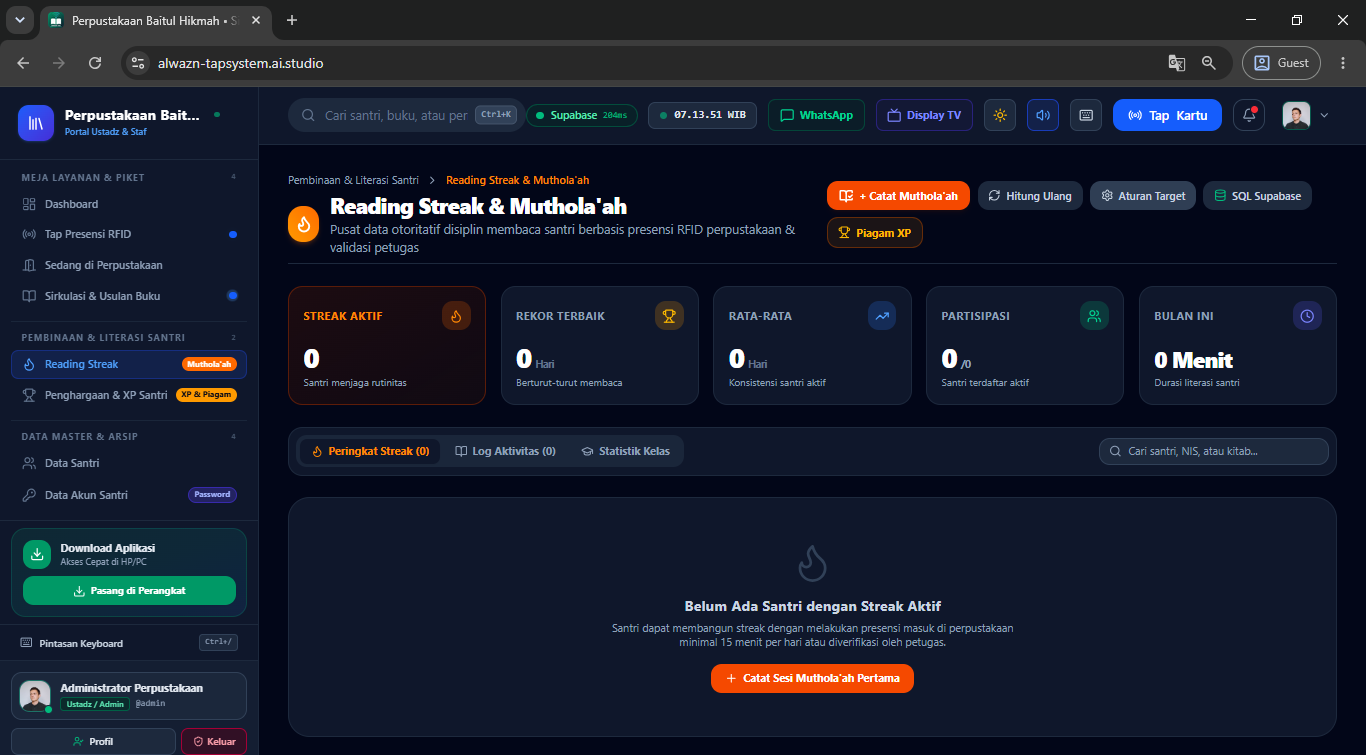 Perpustakaan Baitul Hikmah • S
alwazn-tapsystem.ai.studio
Guest
Perpustakaan Bait...
Portal Ustadz & Staf
Cari santri, buku, atau per
Ctrl+K
Supabase 204ms
07.13.51 WIB
WhatsApp
Display TV
Tap Kartu
MEJA LAYANAN & PIKET 4
Dashboard
Tap Presensi RFID
Sedang di Perpustakaan
Sirkulasi & Usulan Buku
PEMBINAAN & LITERASI SANTRI 2
Reading Streak Muthola'ah
Penghargaan & XP Santri XP & Piagam
DATA MASTER & ARSIP 4
Data Santri
Data Akun Santri Password
Download Aplikasi
Akses Cepat di HP/PC
Pasang di Perangkat
Pintasan Keyboard Ctrl+/
Administrator Perpustakaan
Ustadz / Admin @admin
Profil
Keluar
Pembinaan & Literasi Santri > Reading Streak & Muthola'ah
Reading Streak & Muthola'ah
Pusat data otoritatif disiplin membaca santri berbasis presensi RFID perpustakaan &
validasi petugas
+ Catat Muthola'ah
Hitung Ulang
Aturan Target
SQL Supabase
Piagam XP
STREAK AKTIF
0
Santri menjaga rutinitas
REKOR TERBAIK
0 Hari
Berturut-turut membaca
RATA-RATA
0 Hari
Konsistensi santri aktif
PARTISIPASI
0 /0
Santri terdaftar aktif
BULAN INI
0 Menit
Durasi literasi santri
Peringkat Streak (0)
Log Aktivitas (0)
Statistik Kelas
Cari santri, NIS, atau kitab...
Belum Ada Santri dengan Streak Aktif
Santri dapat membangun streak dengan melakukan presensi masuk di perpustakaan
minimal 15 menit per hari atau diverifikasi oleh petugas.
+ Catat Sesi Muthola'ah Pertama